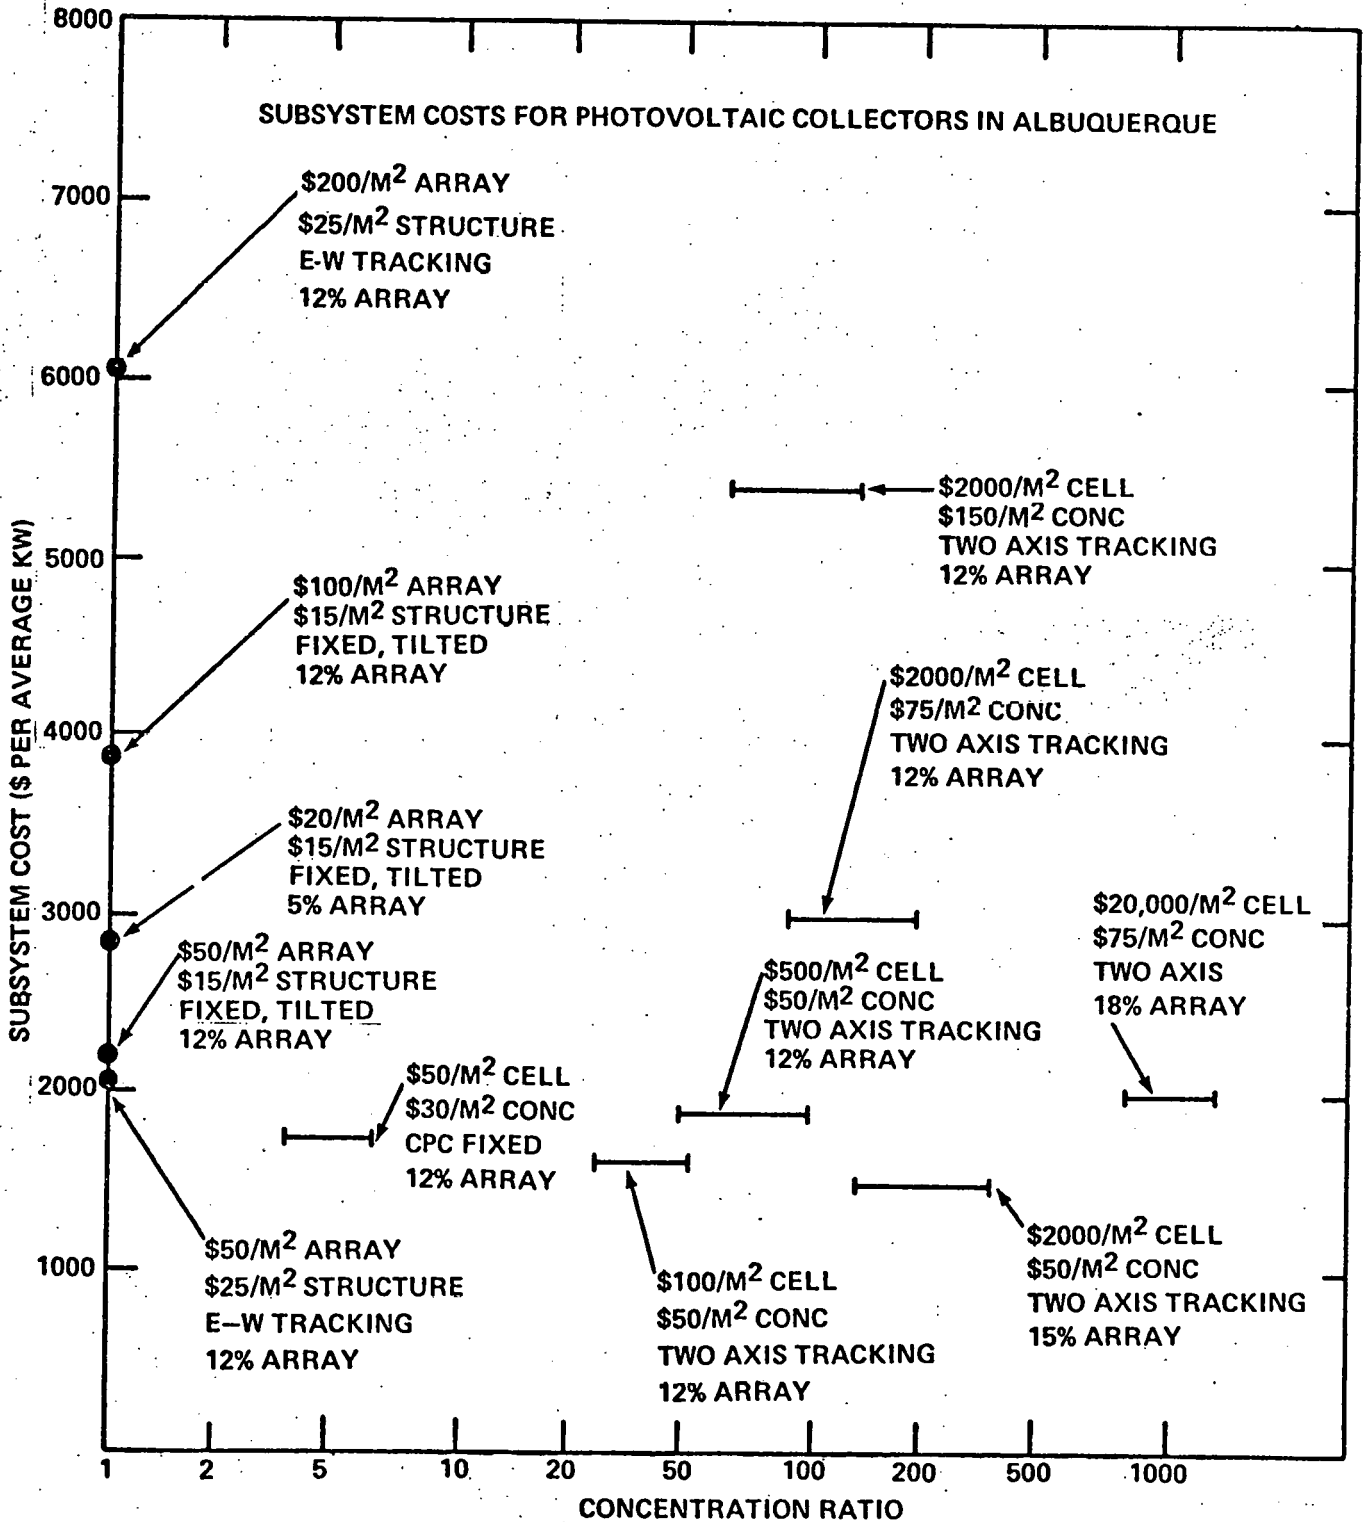 SUBSYSTEM COSTS FOR PHOTOVOLTAIC COLLECTORS IN ALBUQUERQUE
8000
7000
6000
5000
4000
3000
2000
1000
SUBSYSTEM COST ($ PER AVERAGE KW)
$200/M2 ARRAY
$25/M2 STRUCTURE
E-W TRACKING
12% ARRAY
$2000/M2 CELL
$150/M2 CONC
TWO AXIS TRACKING
12% ARRAY
$100/M2 ARRAY
$15/M2 STRUCTURE
FIXED, TILTED
12% ARRAY
$2000/M2 CELL
$75/M2 CONC
TWO AXIS TRACKING
12% ARRAY
$20/M2 ARRAY
$15/M2 STRUCTURE
FIXED, TILTED
5% ARRAY
$20,000/M2 CELL
$75/M2 CONC
TWO AXIS
18% ARRAY
$50/M2 ARRAY
$15/M2 STRUCTURE
FIXED, TILTED
12% ARRAY
$500/M2 CELL
$50/M2 CONC
TWO AXIS TRACKING
12% ARRAY
$50/M2 CELL
$30/M2 CONC
CPC FIXED
12% ARRAY
$50/M2 ARRAY
$25/M2 STRUCTURE
E–W TRACKING
12% ARRAY
$100/M2 CELL
$50/M2 CONC
TWO AXIS TRACKING
12% ARRAY
$2000/M2 CELL
$50/M2 CONC
TWO AXIS TRACKING
15% ARRAY
1 2 5 10 20 50 100 200 500 1000
CONCENTRATION RATIO